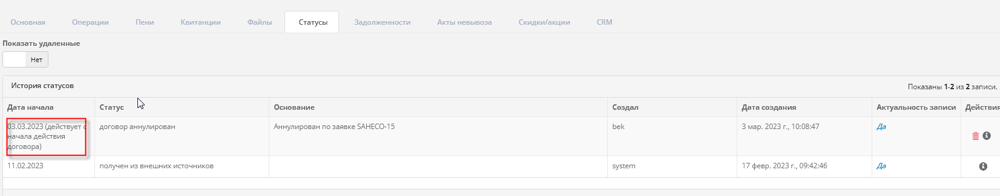 Основная Операции Пени Квитанции Файлы Статусы Задолженности Акты невывоза Скидки/акции CRM
Показать удаленные
Нет
История статусов
Показаны 1-2 из 2 записи.
Дата начала Статус Основание Создал Дата создания Актуальность записи Действия
03.03.2023 (действует с договор аннулирован Аннулирован по заявке SAHECO-15 bek 3 мар. 2023 г., 10:08:47 Да
начала действия
договора)
11.02.2023 получен из внешних источников system 17 февр. 2023 г., 09:42:46 Да